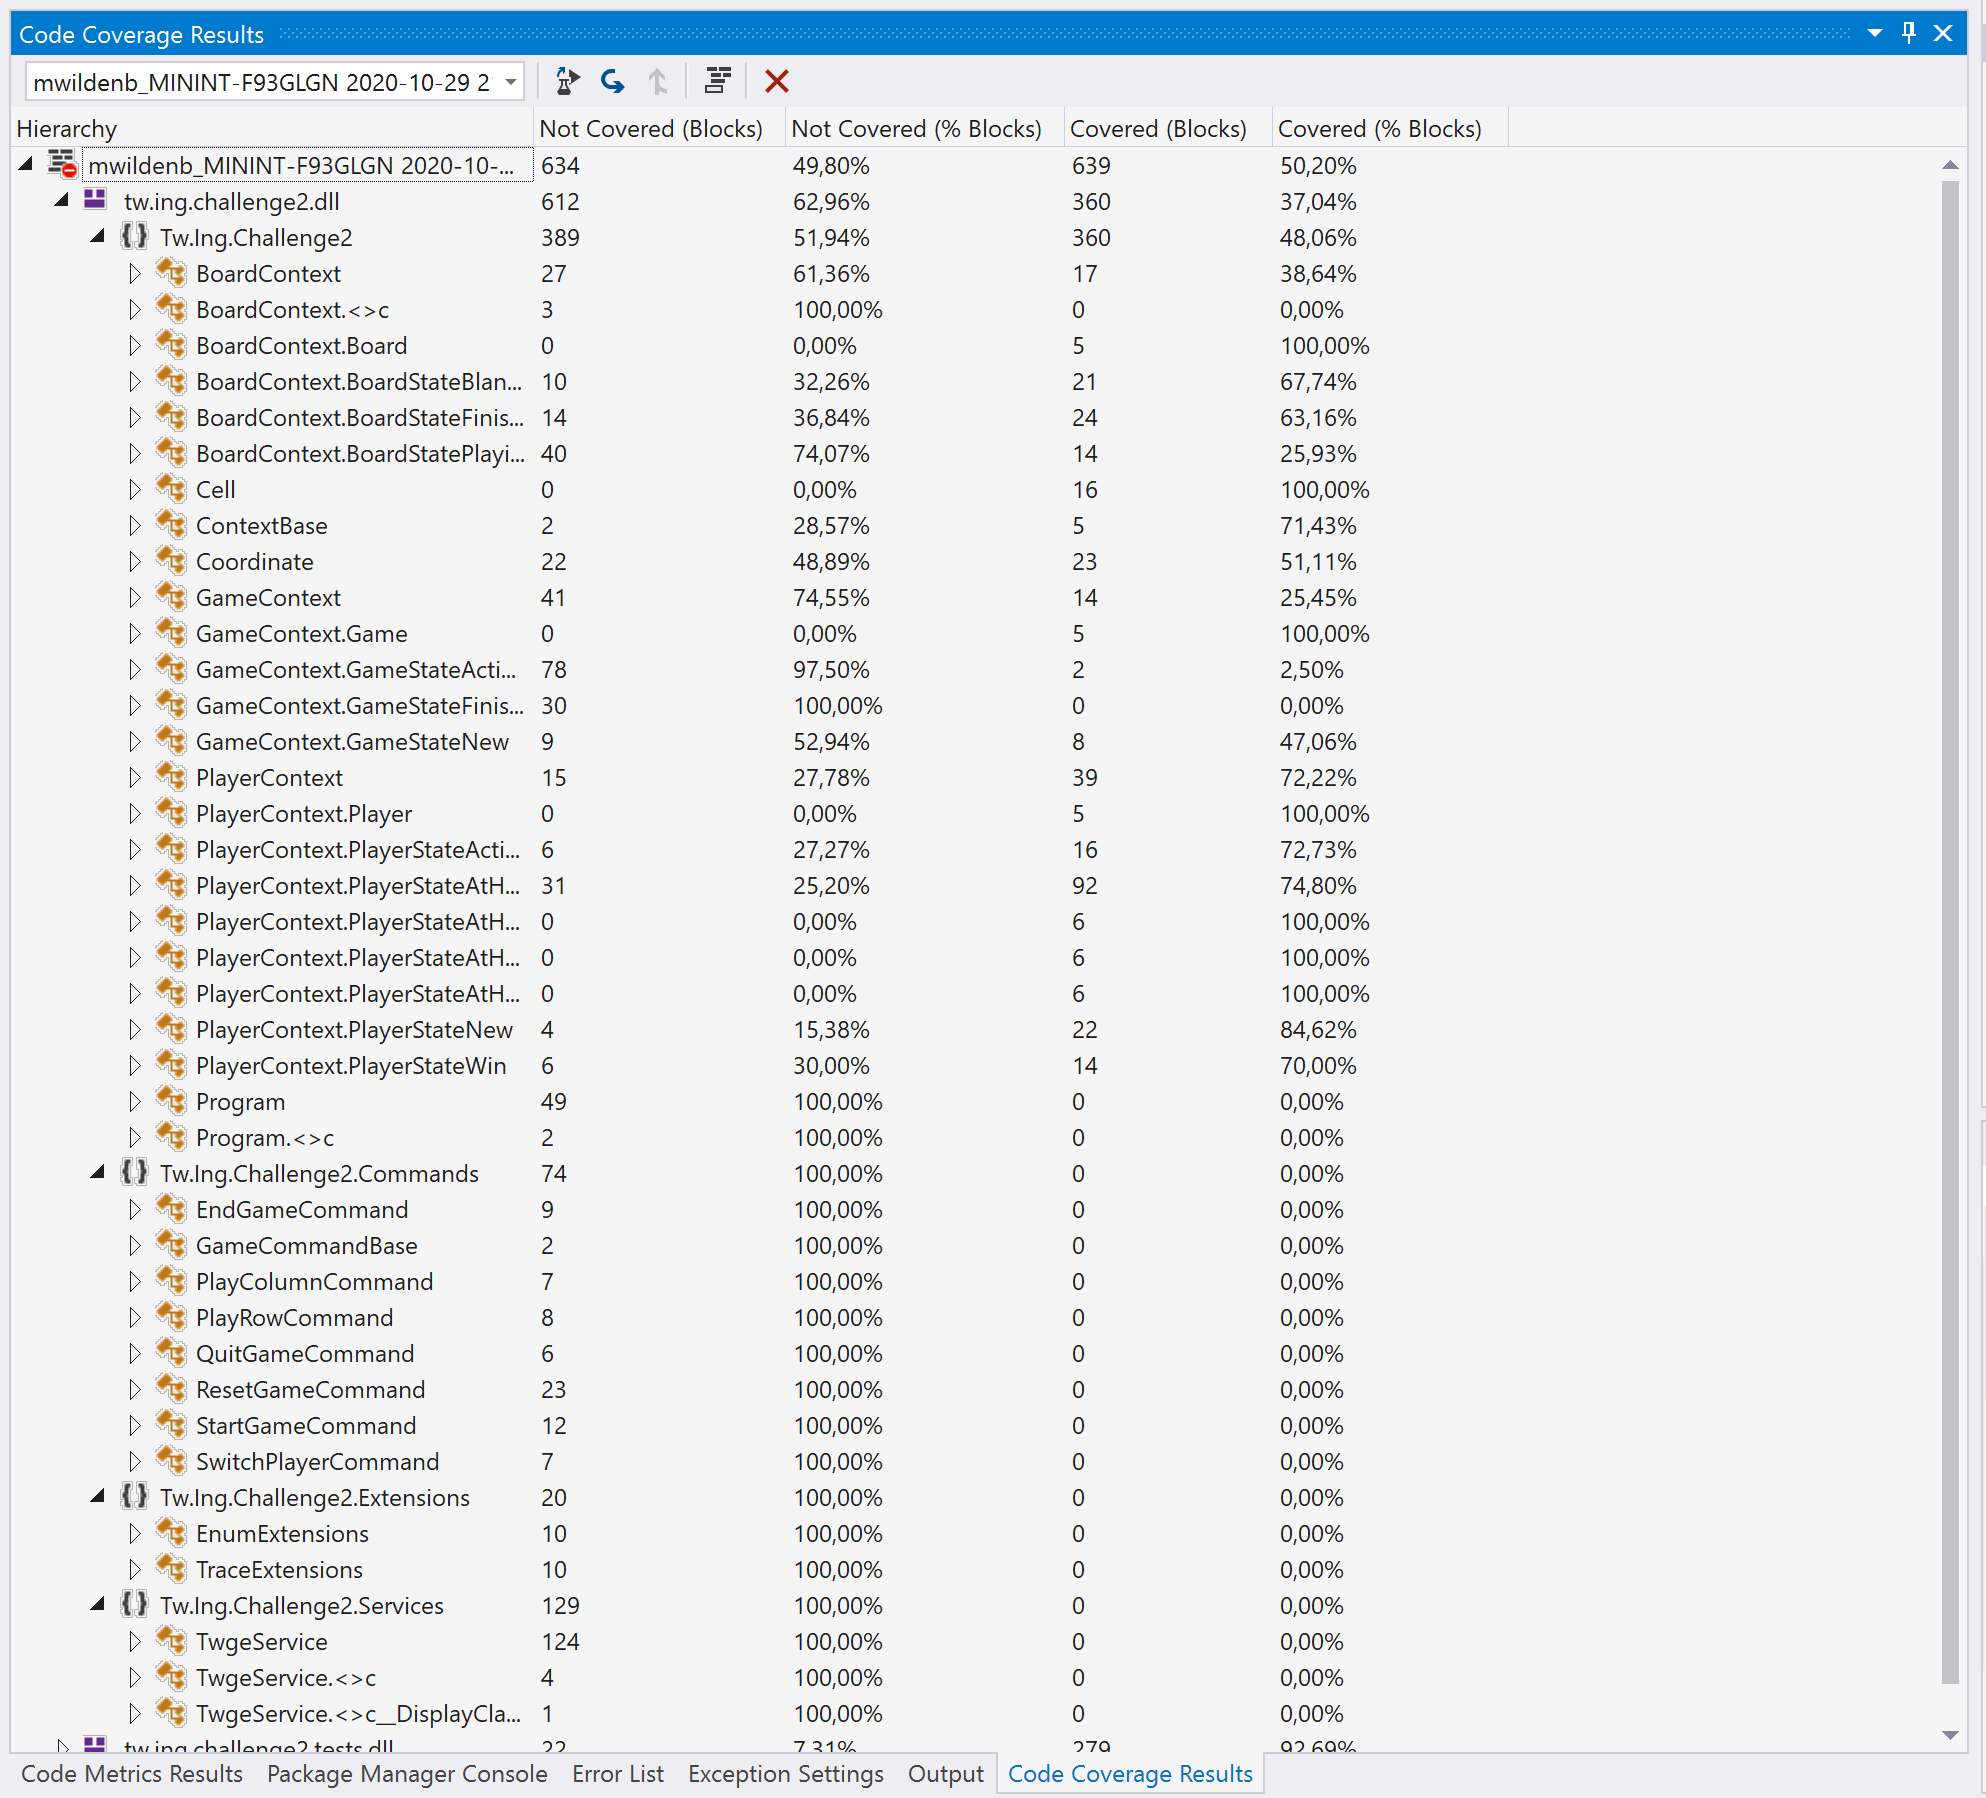 Code Coverage Results
mwildenb_MININT-F93GLGN 2020-10-29 2
Hierarchy Not Covered (Blocks) Not Covered (% Blocks) Covered (Blocks) Covered (% Blocks)
mwildenb_MININT-F93GLGN 2020-10-... 634 49,80% 639 50,20%
tw.ing.challenge2.dll 612 62,96% 360 37,04%
{} Tw.Ing.Challenge2 389 51,94% 360 48,06%
BoardContext 27 61,36% 17 38,64%
BoardContext.<>c 3 100,00% 0 0,00%
BoardContext.Board 0 0,00% 5 100,00%
BoardContext.BoardStateBlan... 10 32,26% 21 67,74%
BoardContext.BoardStateFinis... 14 36,84% 24 63,16%
BoardContext.BoardStatePlayi... 40 74,07% 14 25,93%
Cell 0 0,00% 16 100,00%
ContextBase 2 28,57% 5 71,43%
Coordinate 22 48,89% 23 51,11%
GameContext 41 74,55% 14 25,45%
GameContext.Game 0 0,00% 5 100,00%
GameContext.GameStateActi... 78 97,50% 2 2,50%
GameContext.GameStateFinis... 30 100,00% 0 0,00%
GameContext.GameStateNew 9 52,94% 8 47,06%
PlayerContext 15 27,78% 39 72,22%
PlayerContext.Player 0 0,00% 5 100,00%
PlayerContext.PlayerStateActi... 6 27,27% 16 72,73%
PlayerContext.PlayerStateAtH... 31 25,20% 92 74,80%
PlayerContext.PlayerStateAtH... 0 0,00% 6 100,00%
PlayerContext.PlayerStateAtH... 0 0,00% 6 100,00%
PlayerContext.PlayerStateAtH... 0 0,00% 6 100,00%
PlayerContext.PlayerStateNew 4 15,38% 22 84,62%
PlayerContext.PlayerStateWin 6 30,00% 14 70,00%
Program 49 100,00% 0 0,00%
Program.<>c 2 100,00% 0 0,00%
{} Tw.Ing.Challenge2.Commands 74 100,00% 0 0,00%
EndGameCommand 9 100,00% 0 0,00%
GameCommandBase 2 100,00% 0 0,00%
PlayColumnCommand 7 100,00% 0 0,00%
PlayRowCommand 8 100,00% 0 0,00%
QuitGameCommand 6 100,00% 0 0,00%
ResetGameCommand 23 100,00% 0 0,00%
StartGameCommand 12 100,00% 0 0,00%
SwitchPlayerCommand 7 100,00% 0 0,00%
{} Tw.Ing.Challenge2.Extensions 20 100,00% 0 0,00%
EnumExtensions 10 100,00% 0 0,00%
TraceExtensions 10 100,00% 0 0,00%
{} Tw.Ing.Challenge2.Services 129 100,00% 0 0,00%
TwgeService 124 100,00% 0 0,00%
TwgeService.<>c 4 100,00% 0 0,00%
TwgeService.<>c__DisplayCla... 1 100,00% 0 0,00%
tw.ing.challenge2.tests.dll 22 7,31% 279 92,69%
Code Metrics Results Package Manager Console Error List Exception Settings Output Code Coverage Results